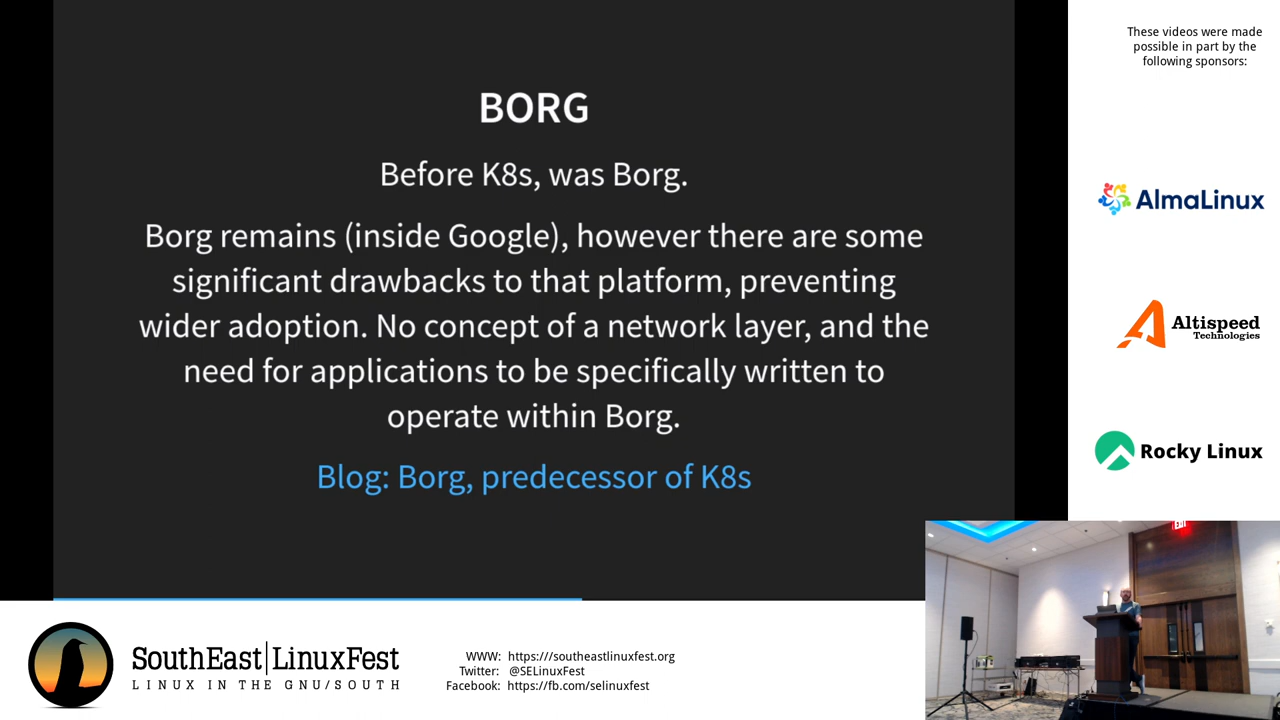 BORG
Before K8s, was Borg.
Borg remains (inside Google), however there are some
significant drawbacks to that platform, preventing
wider adoption. No concept of a network layer, and the
need for applications to be specifically written to
operate within Borg.
Blog: Borg, predecessor of K8s
These videos were made
possible in part by the
following sponsors:
AlmaLinux
Altispeed
Technologies
Rocky Linux
EXIT
SouthEast|LinuxFest
LINUX IN THE GNU/SOUTH
WWW: https://southeastlinuxfest.org
Twitter: @SELinuxFest
Facebook: https://fb.com/selinuxfest